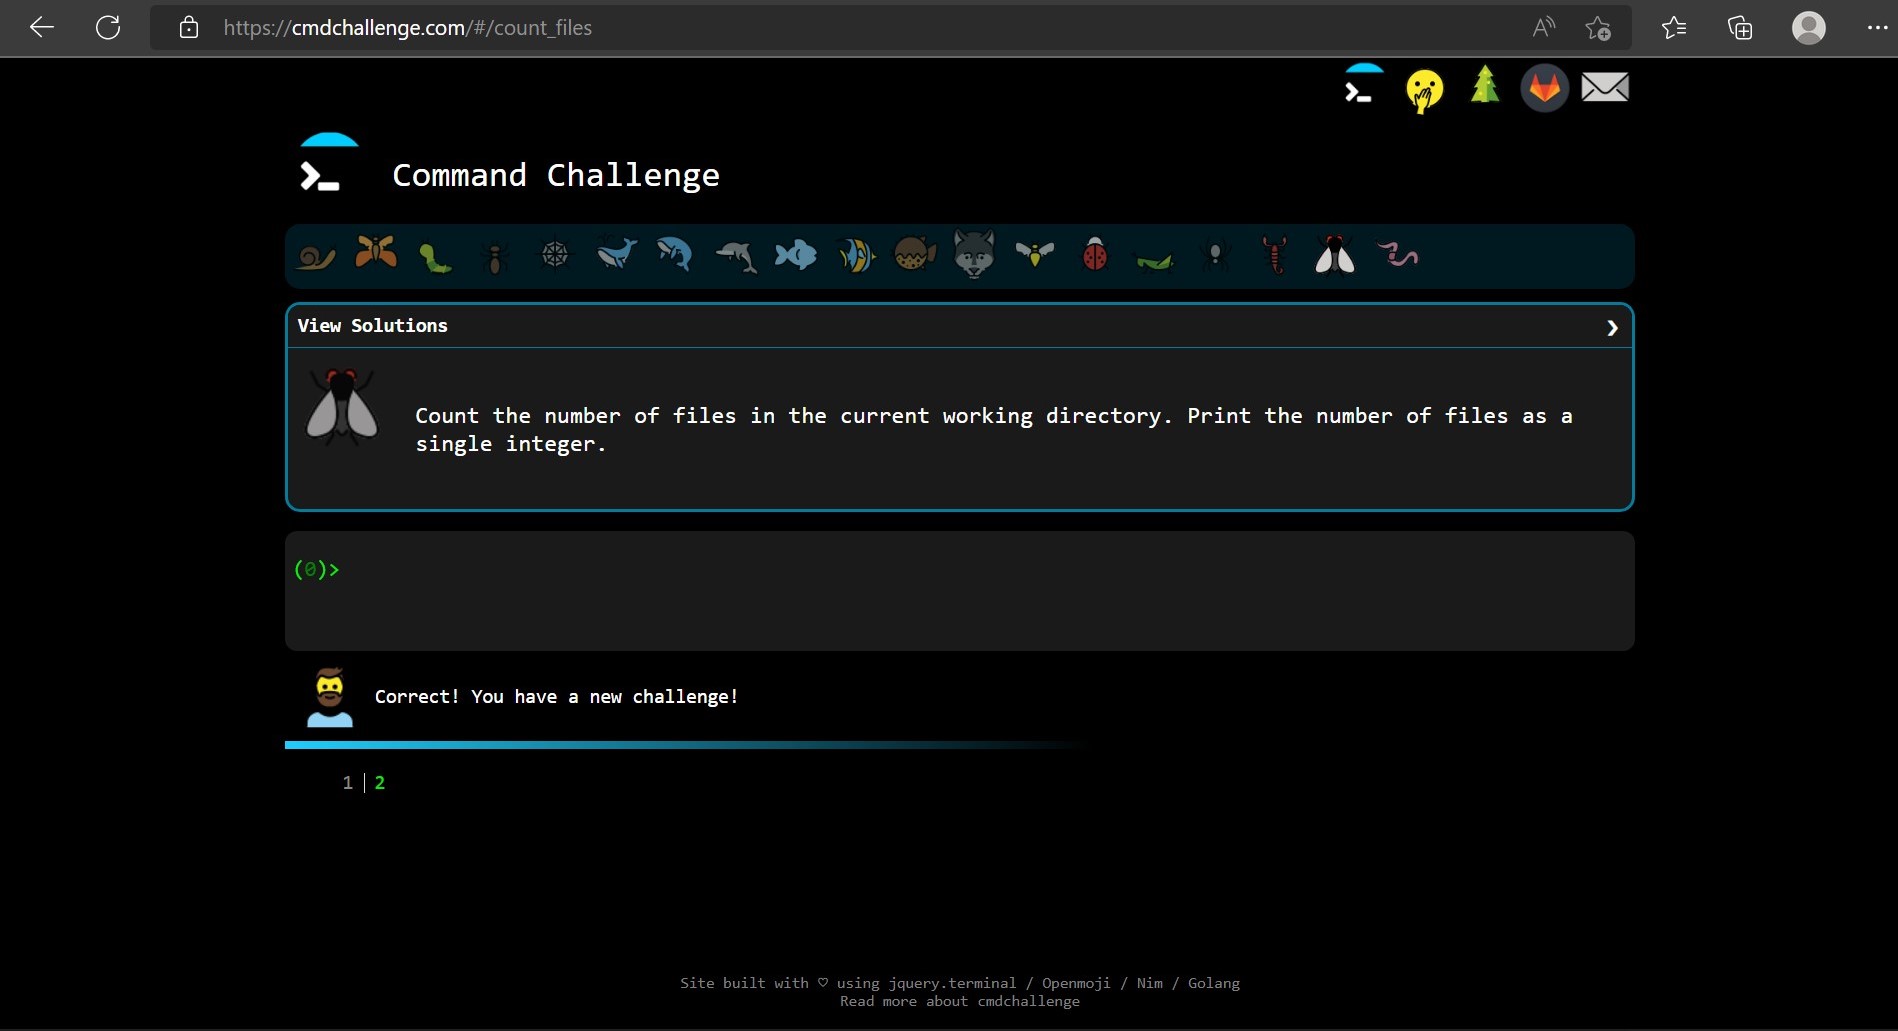 https://cmdchallenge.com/#/count_files
Command Challenge
View Solutions
Count the number of files in the current working directory. Print the number of files as a
single integer.
(0)>
Correct! You have a new challenge!
1 | 2
Site built with ♡ using jquery.terminal / Openmoji / Nim / Golang
Read more about cmdchallenge